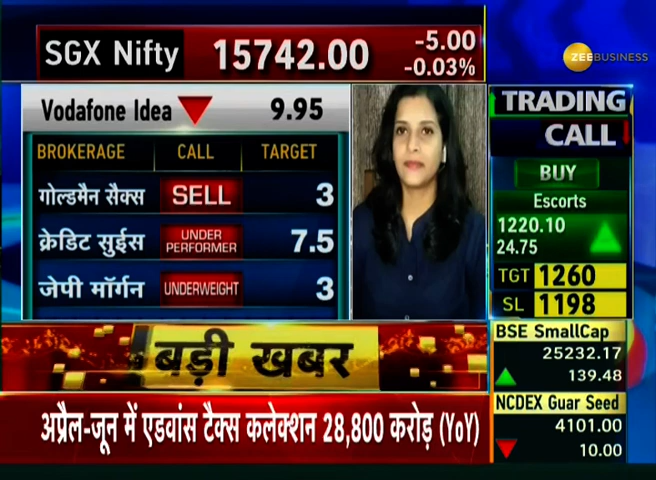 SGX Nifty 15742.00 -5.00
-0.03%
ZEE BUSINESS
Vodafone Idea 9.95
BROKERAGE CALL TARGET
गोल्डमैन सैक्स SELL 3
क्रेडिट सुईस UNDER PERFORMER 7.5
जेपी मॉर्गन UNDERWEIGHT 3
TRADING
CALL
BUY
Escorts
1220.10
24.75
TGT 1260
SL 1198
BSE SmallCap
25232.17
139.48
NCDEX Guar Seed
4101.00
10.00
बड़ी खबर
अप्रैल-जून में एडवांस टैक्स कलेक्शन 28,800 करोड़ (YoY)